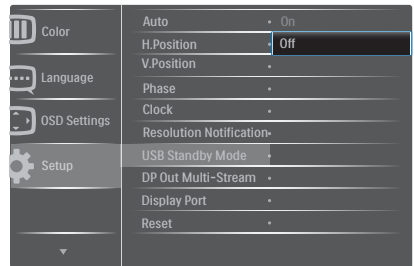 Color
Language
OSD Settings
Setup
Auto
H.Position
V.Position
Phase
Clock
Resolution Notification
USB Standby Mode
DP Out Multi-Stream
Display Port
Reset
On
Off